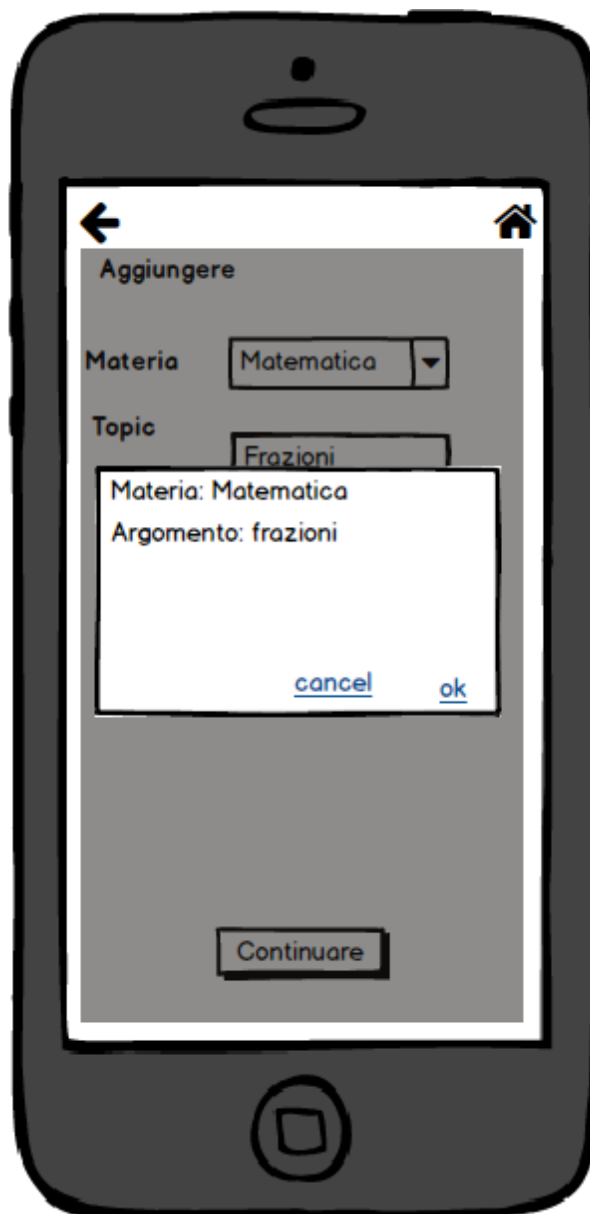 Aggiungere
Materia Matematica
Topic
Frazioni
Materia: Matematica
Argomento: frazioni
cancel ok
Continuare